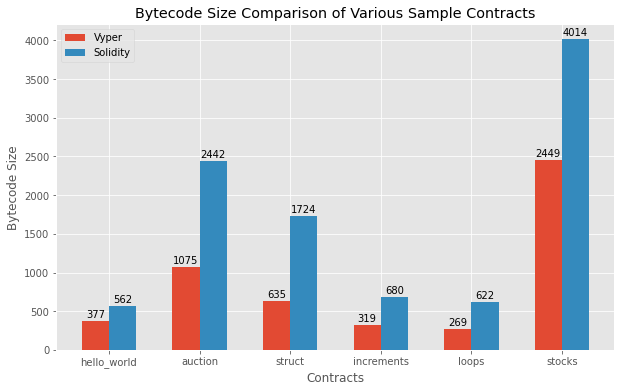 Bytecode Size Comparison of Various Sample Contracts
Vyper
Solidity
Bytecode Size
4000
3500
3000
2500
2000
1500
1000
500
0
377
562
1075
2442
635
1724
319
680
269
622
2449
4014
hello_world
auction
struct
increments
loops
stocks
Contracts